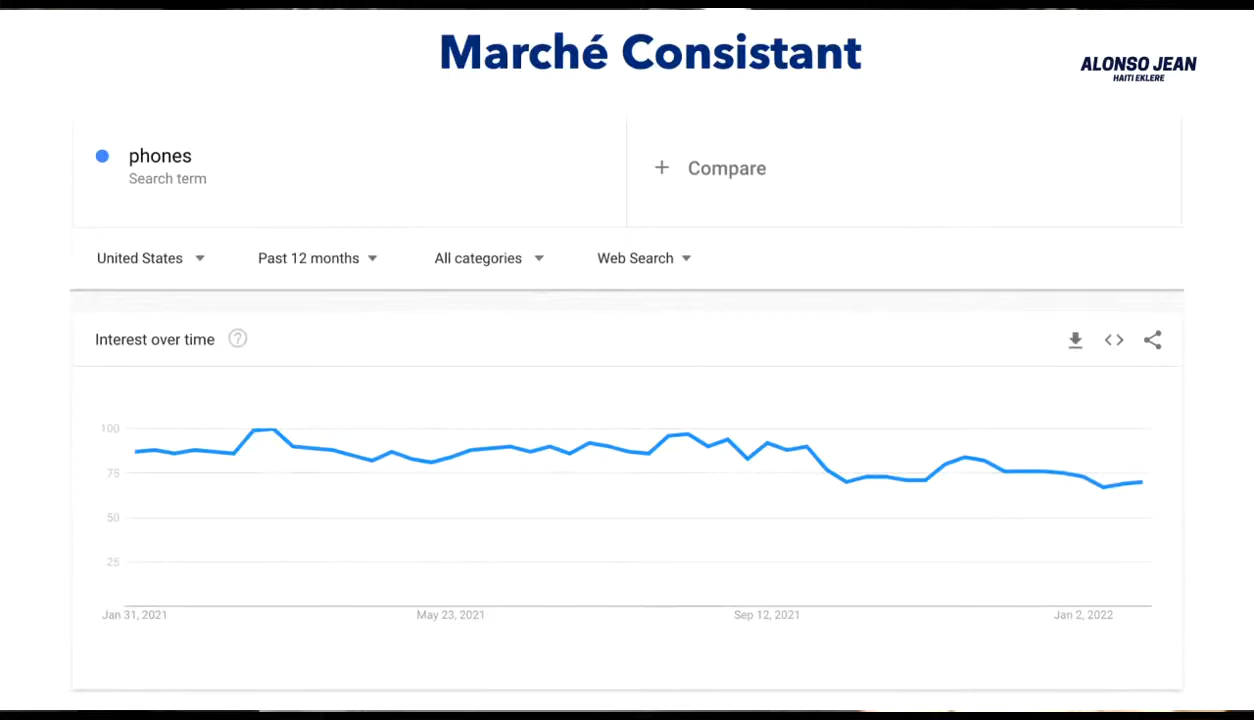 Marché Consistant
ALONSO JEAN
HAITI EKLERE
phones
Search term
+ Compare
United States
Past 12 months
All categories
Web Search
Interest over time ?
100
75
50
25
Jan 31, 2021
May 23, 2021
Sep 12, 2021
Jan 2, 2022